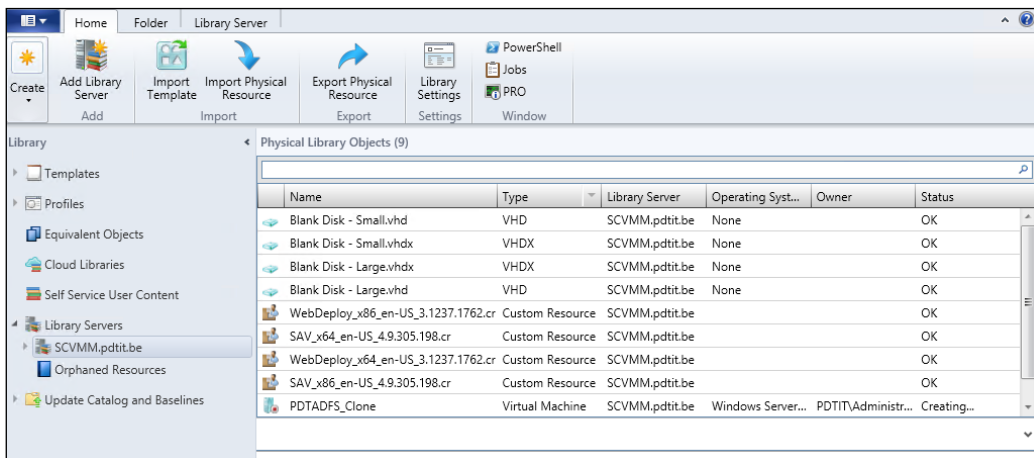 Home Folder Library Server
Create
Add Library Server
Import Template
Import Physical Resource
Export Physical Resource
Library Settings
PowerShell
Jobs
PRO
Add Import Export Settings Window
Library
Templates
Profiles
Equivalent Objects
Cloud Libraries
Self Service User Content
Library Servers
SCVMM.pdtit.be
Orphaned Resources
Update Catalog and Baselines
Physical Library Objects (9)
Name Type Library Server Operating Syst... Owner Status
Blank Disk - Small.vhd VHD SCVMM.pdtit.be None OK
Blank Disk - Small.vhdx VHDX SCVMM.pdtit.be None OK
Blank Disk - Large.vhdx VHDX SCVMM.pdtit.be None OK
Blank Disk - Large.vhd VHD SCVMM.pdtit.be None OK
WebDeploy_x86_en-US_3.1237.1762.cr Custom Resource SCVMM.pdtit.be OK
SAV_x64_en-US_4.9.305.198.cr Custom Resource SCVMM.pdtit.be OK
WebDeploy_x64_en-US_3.1237.1762.cr Custom Resource SCVMM.pdtit.be OK
SAV_x86_en-US_4.9.305.198.cr Custom Resource SCVMM.pdtit.be OK
PDTADFS_Clone Virtual Machine SCVMM.pdtit.be Windows Server... PDTIT\Administr... Creating...